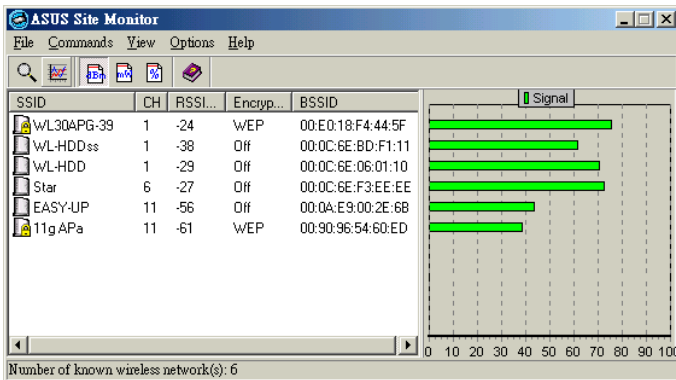 ASUS Site Monitor
File Commands View Options Help
dBm mW %
SSID CH RSSI... Encryp... BSSID
Signal
WL30APG-39 1 -24 WEP 00:E0:18:F4:44:5F
WL-HDDss 1 -38 Off 00:0C:6E:BD:F1:11
WL-HDD 1 -29 Off 00:0C:6E:06:01:10
Star 6 -27 Off 00:0C:6E:F3:EE:EE
EASY-UP 11 -56 Off 00:0A:E9:00:2E:6B
11g APa 11 -61 WEP 00:90:96:54:60:ED
0 10 20 30 40 50 60 70 80 90 100
Number of known wireless network(s): 6